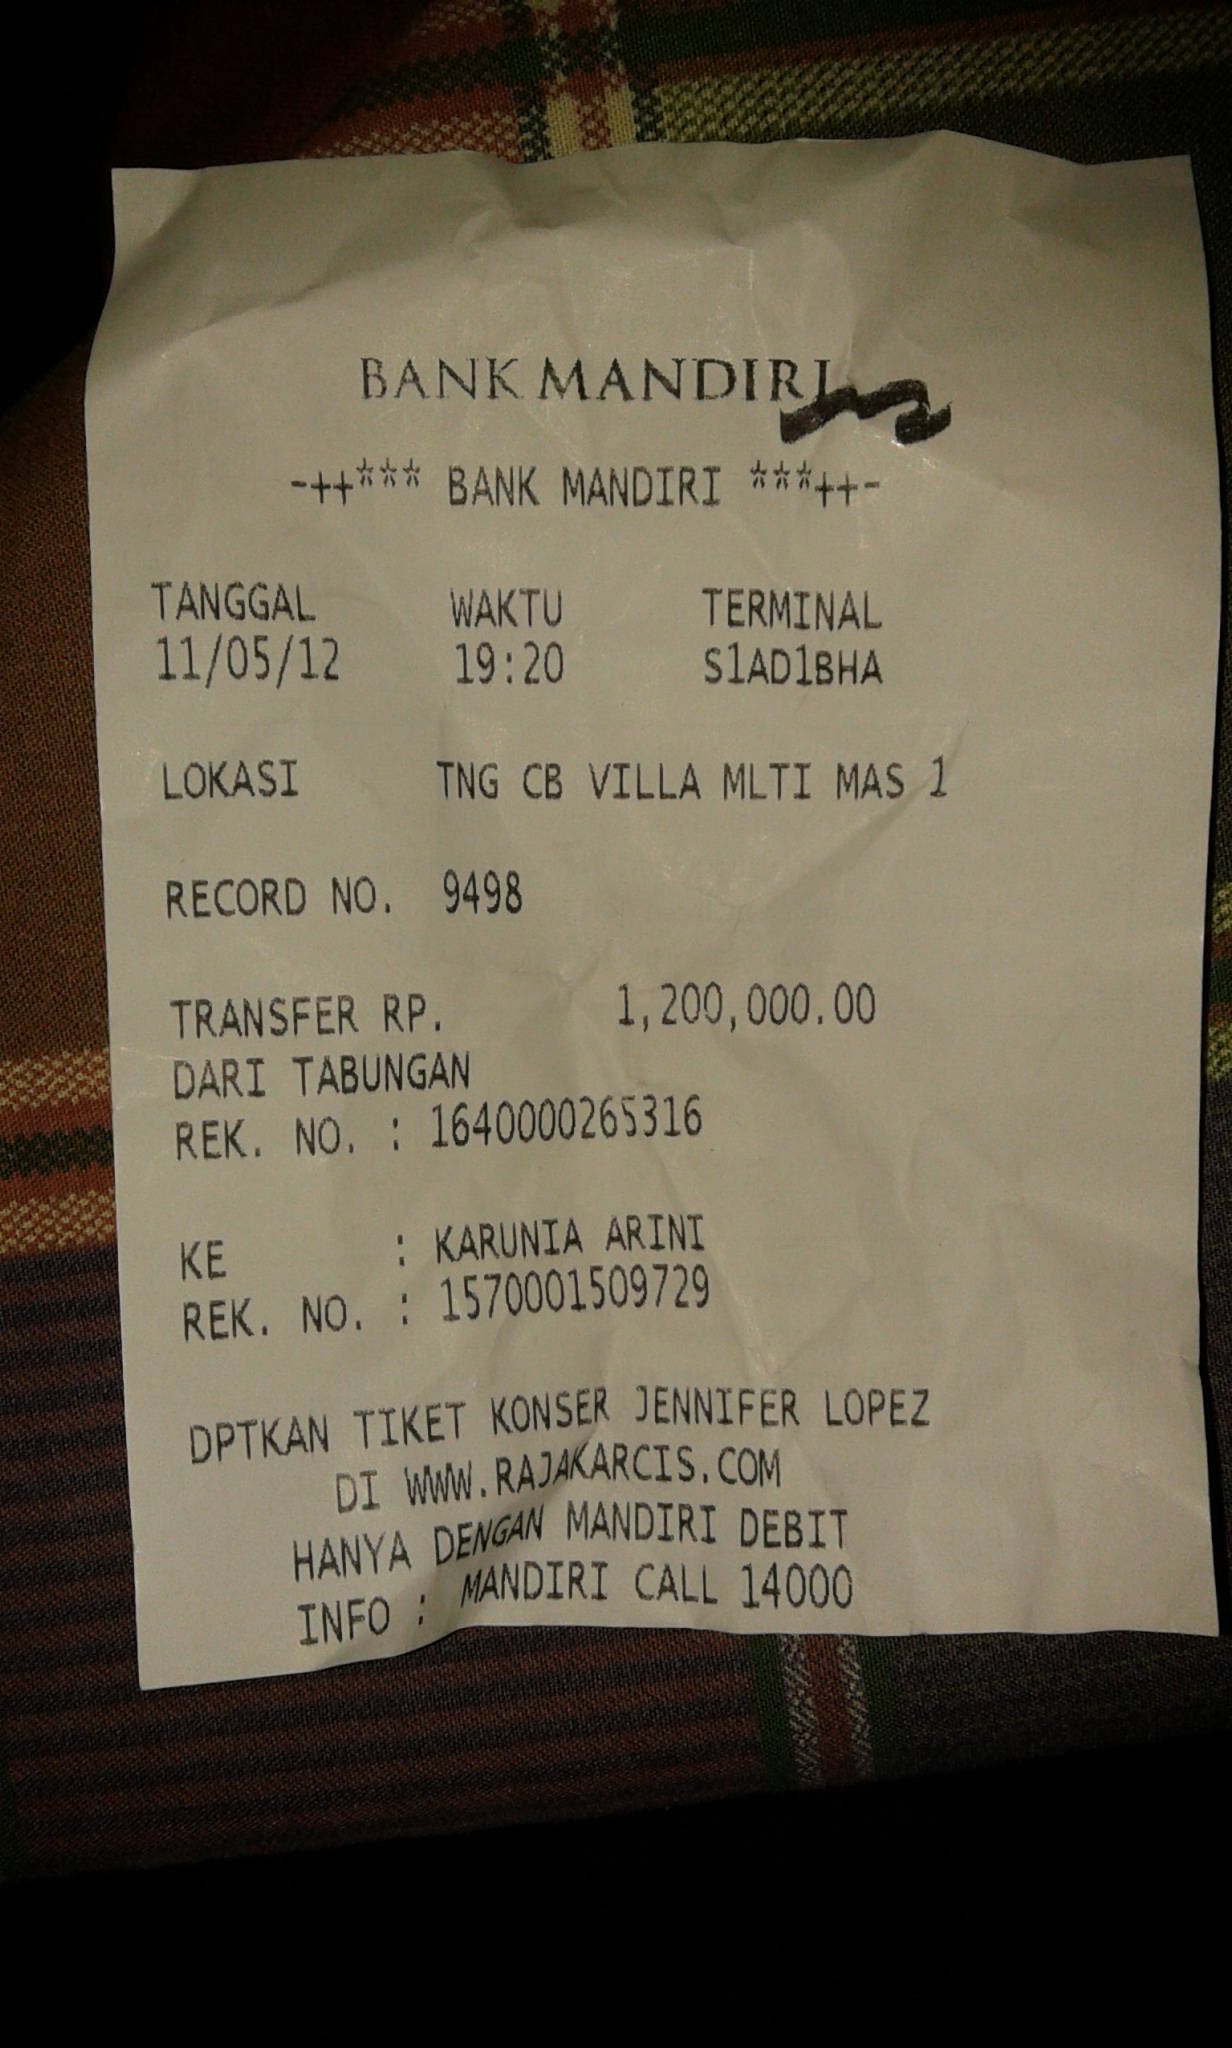 BANK MANDIRI
-++*** BANK MANDIRI ***++-
TANGGAL WAKTU TERMINAL
11/05/12 19:20 S1AD1BHA
LOKASI TNG CB VILLA MLTI MAS 1
RECORD NO. 9498
TRANSFER RP. 1,200,000.00
DARI TABUNGAN
REK. NO. : 1640000265316
KE : KARUNIA ARINI
REK. NO. : 1570001509729
DPTKAN TIKET KONSER JENNIFER LOPEZ
DI WWW.RAJAKARCIS.COM
HANYA DENGAN MANDIRI DEBIT
INFO : MANDIRI CALL 14000